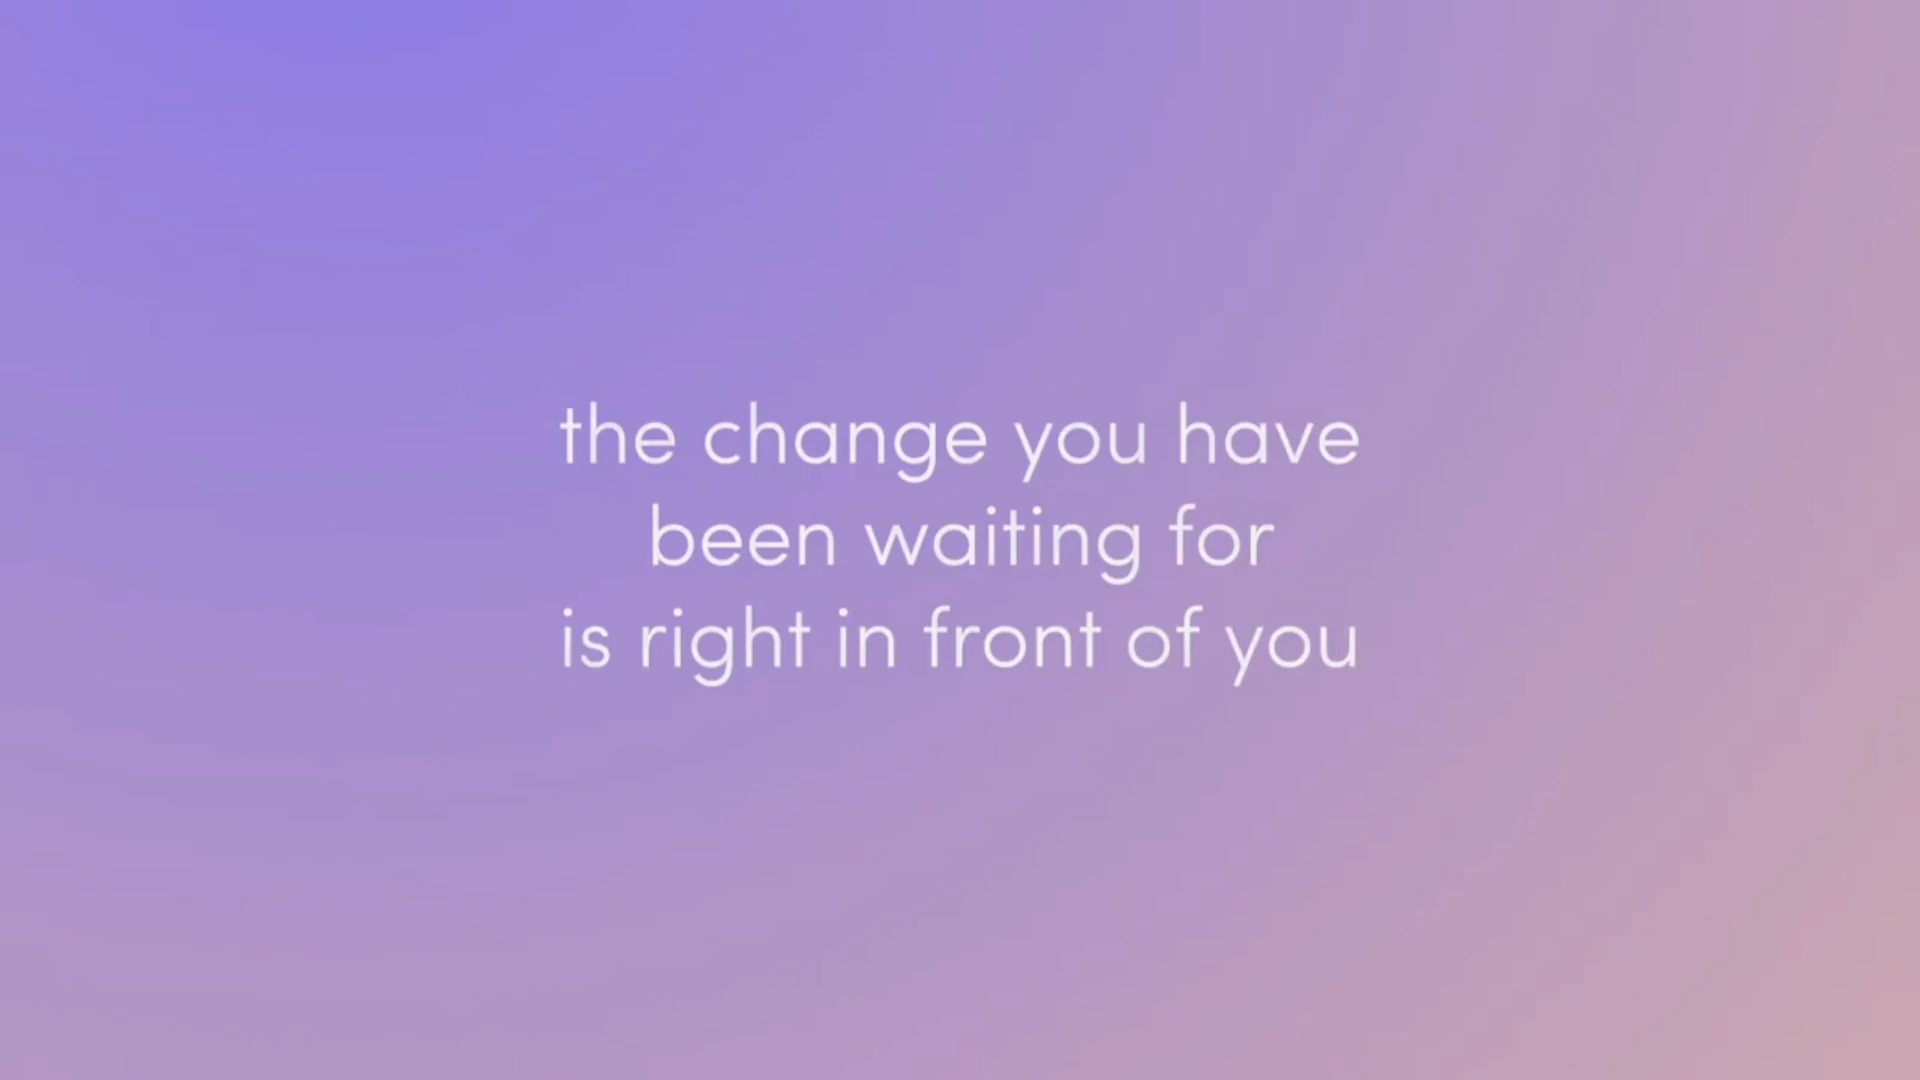 the change you have
been waiting for
is right in front of you